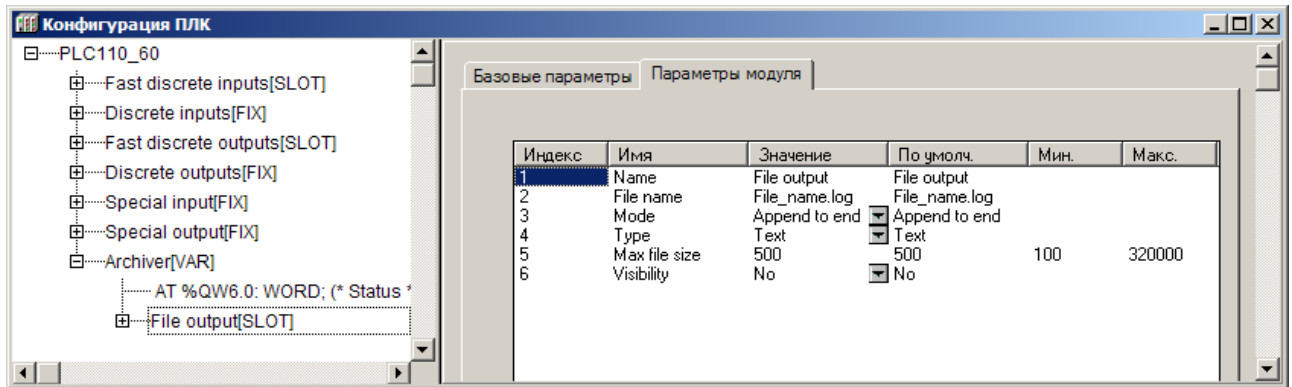 Конфигурация ПЛК
PLC110_60
Fast discrete inputs[SLOT]
Discrete inputs[FIX]
Fast discrete outputs[SLOT]
Discrete outputs[FIX]
Special input[FIX]
Special output[FIX]
Archiver[VAR]
AT %QW6.0: WORD; (* Status *
File output[SLOT]
Базовые параметры Параметры модуля
Индекс Имя Значение По умолч. Мин. Макс.
1 Name File output File output
2 File name File_name.log File_name.log
3 Mode Append to end Append to end
4 Type Text Text
5 Max file size 500 500 100 320000
6 Visibility No No